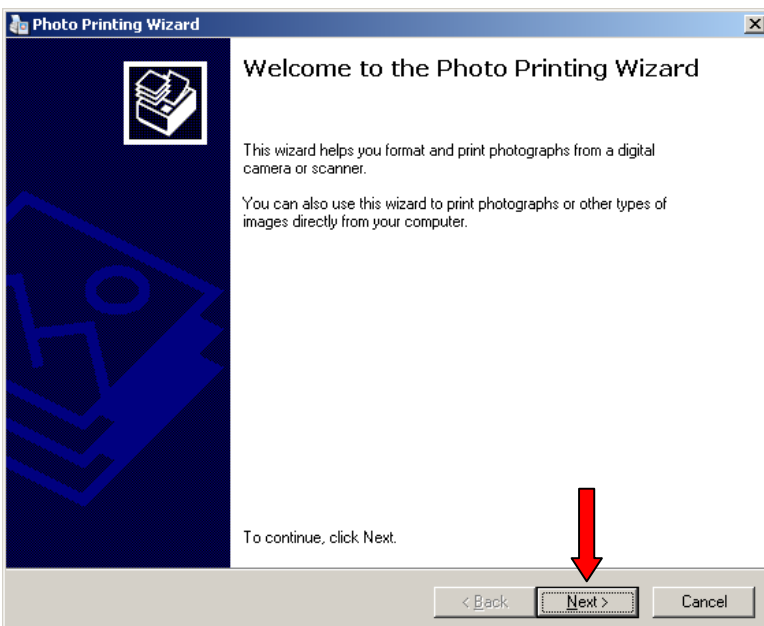 Photo Printing Wizard
Welcome to the Photo Printing Wizard
This wizard helps you format and print photographs from a digital
camera or scanner.
You can also use this wizard to print photographs or other types of
images directly from your computer.
To continue, click Next.
< Back Next > Cancel